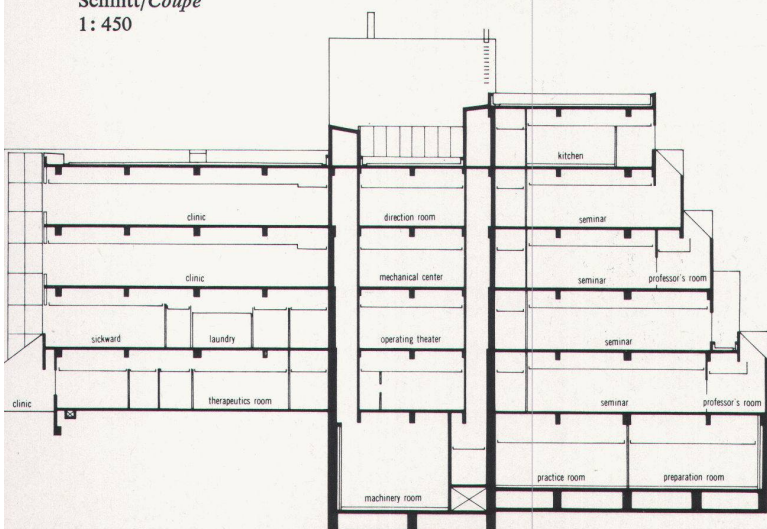 Schnitt/Coupe
1: 450
kitchen
clinic
direction room
seminar
clinic
mechanical center
seminar
professor's room
sickward
laundry
operating theater
seminar
clinic
therapeutics room
seminar
professor's room
machinery room
practice room
preparation room